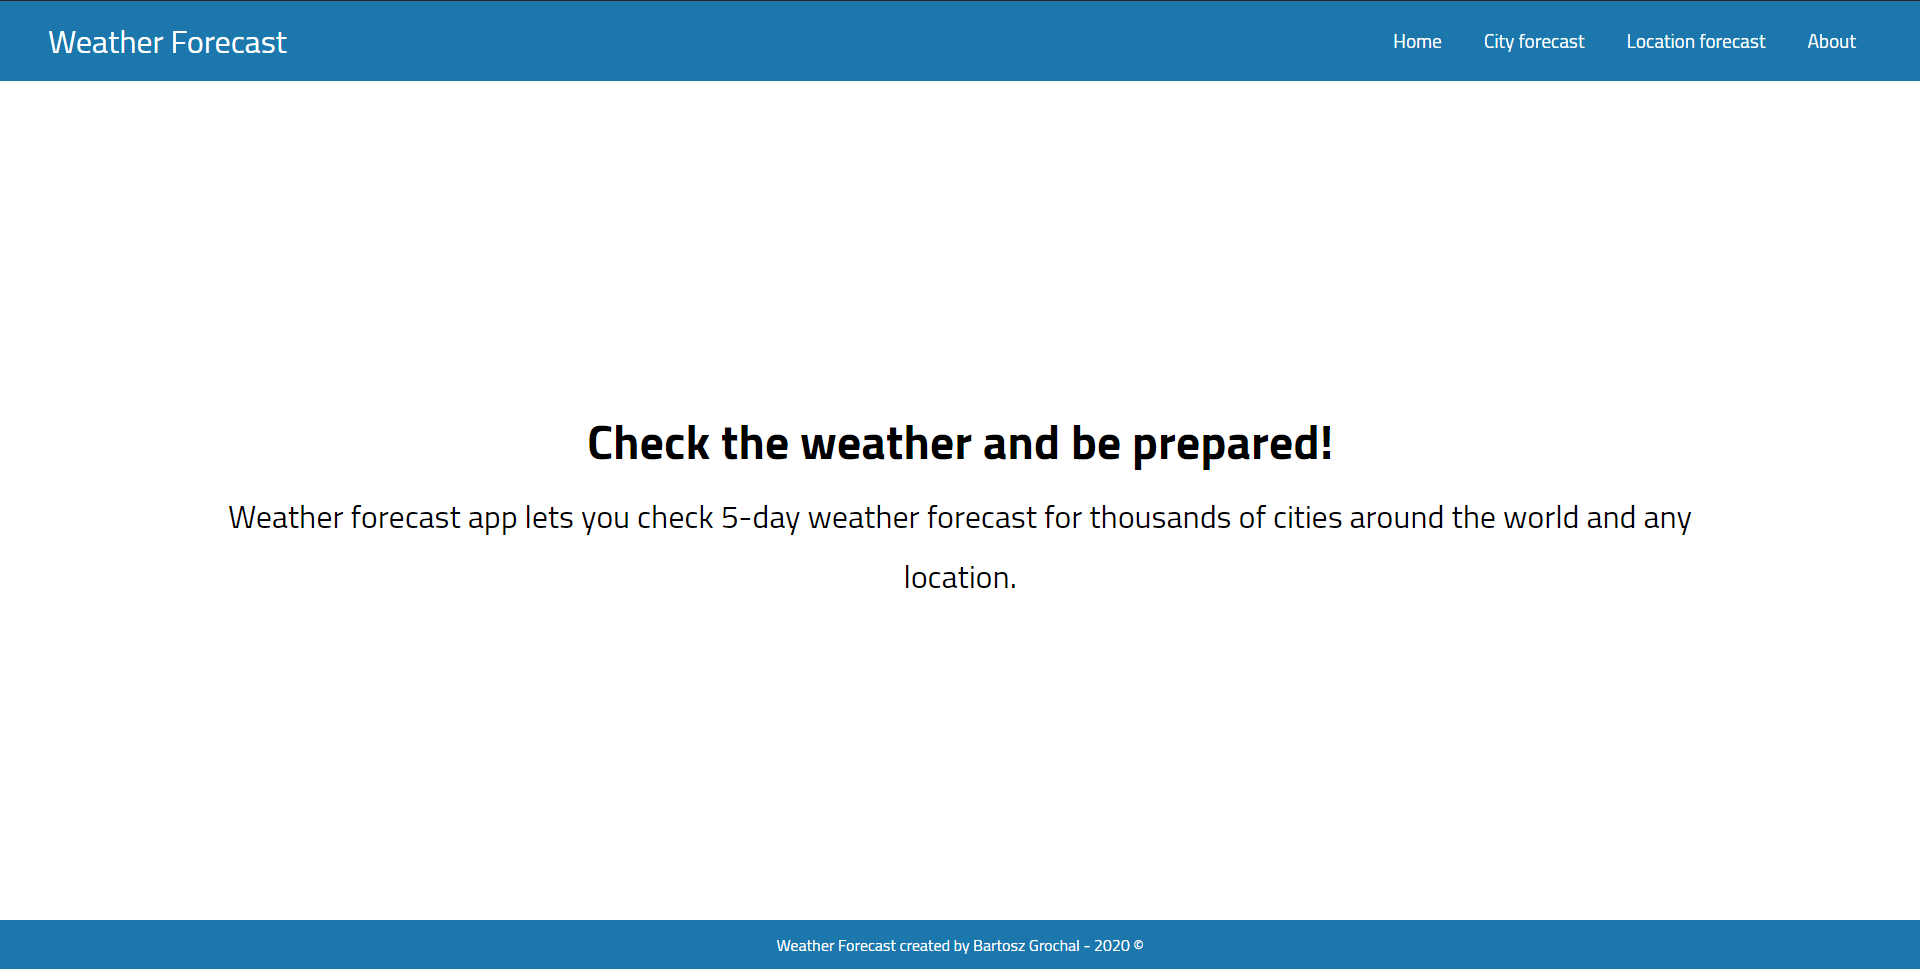 Weather Forecast
Home
City forecast
Location forecast
About
Check the weather and be prepared!
Weather forecast app lets you check 5-day weather forecast for thousands of cities around the world and any
location.
Weather Forecast created by Bartosz Grochal - 2020 ©